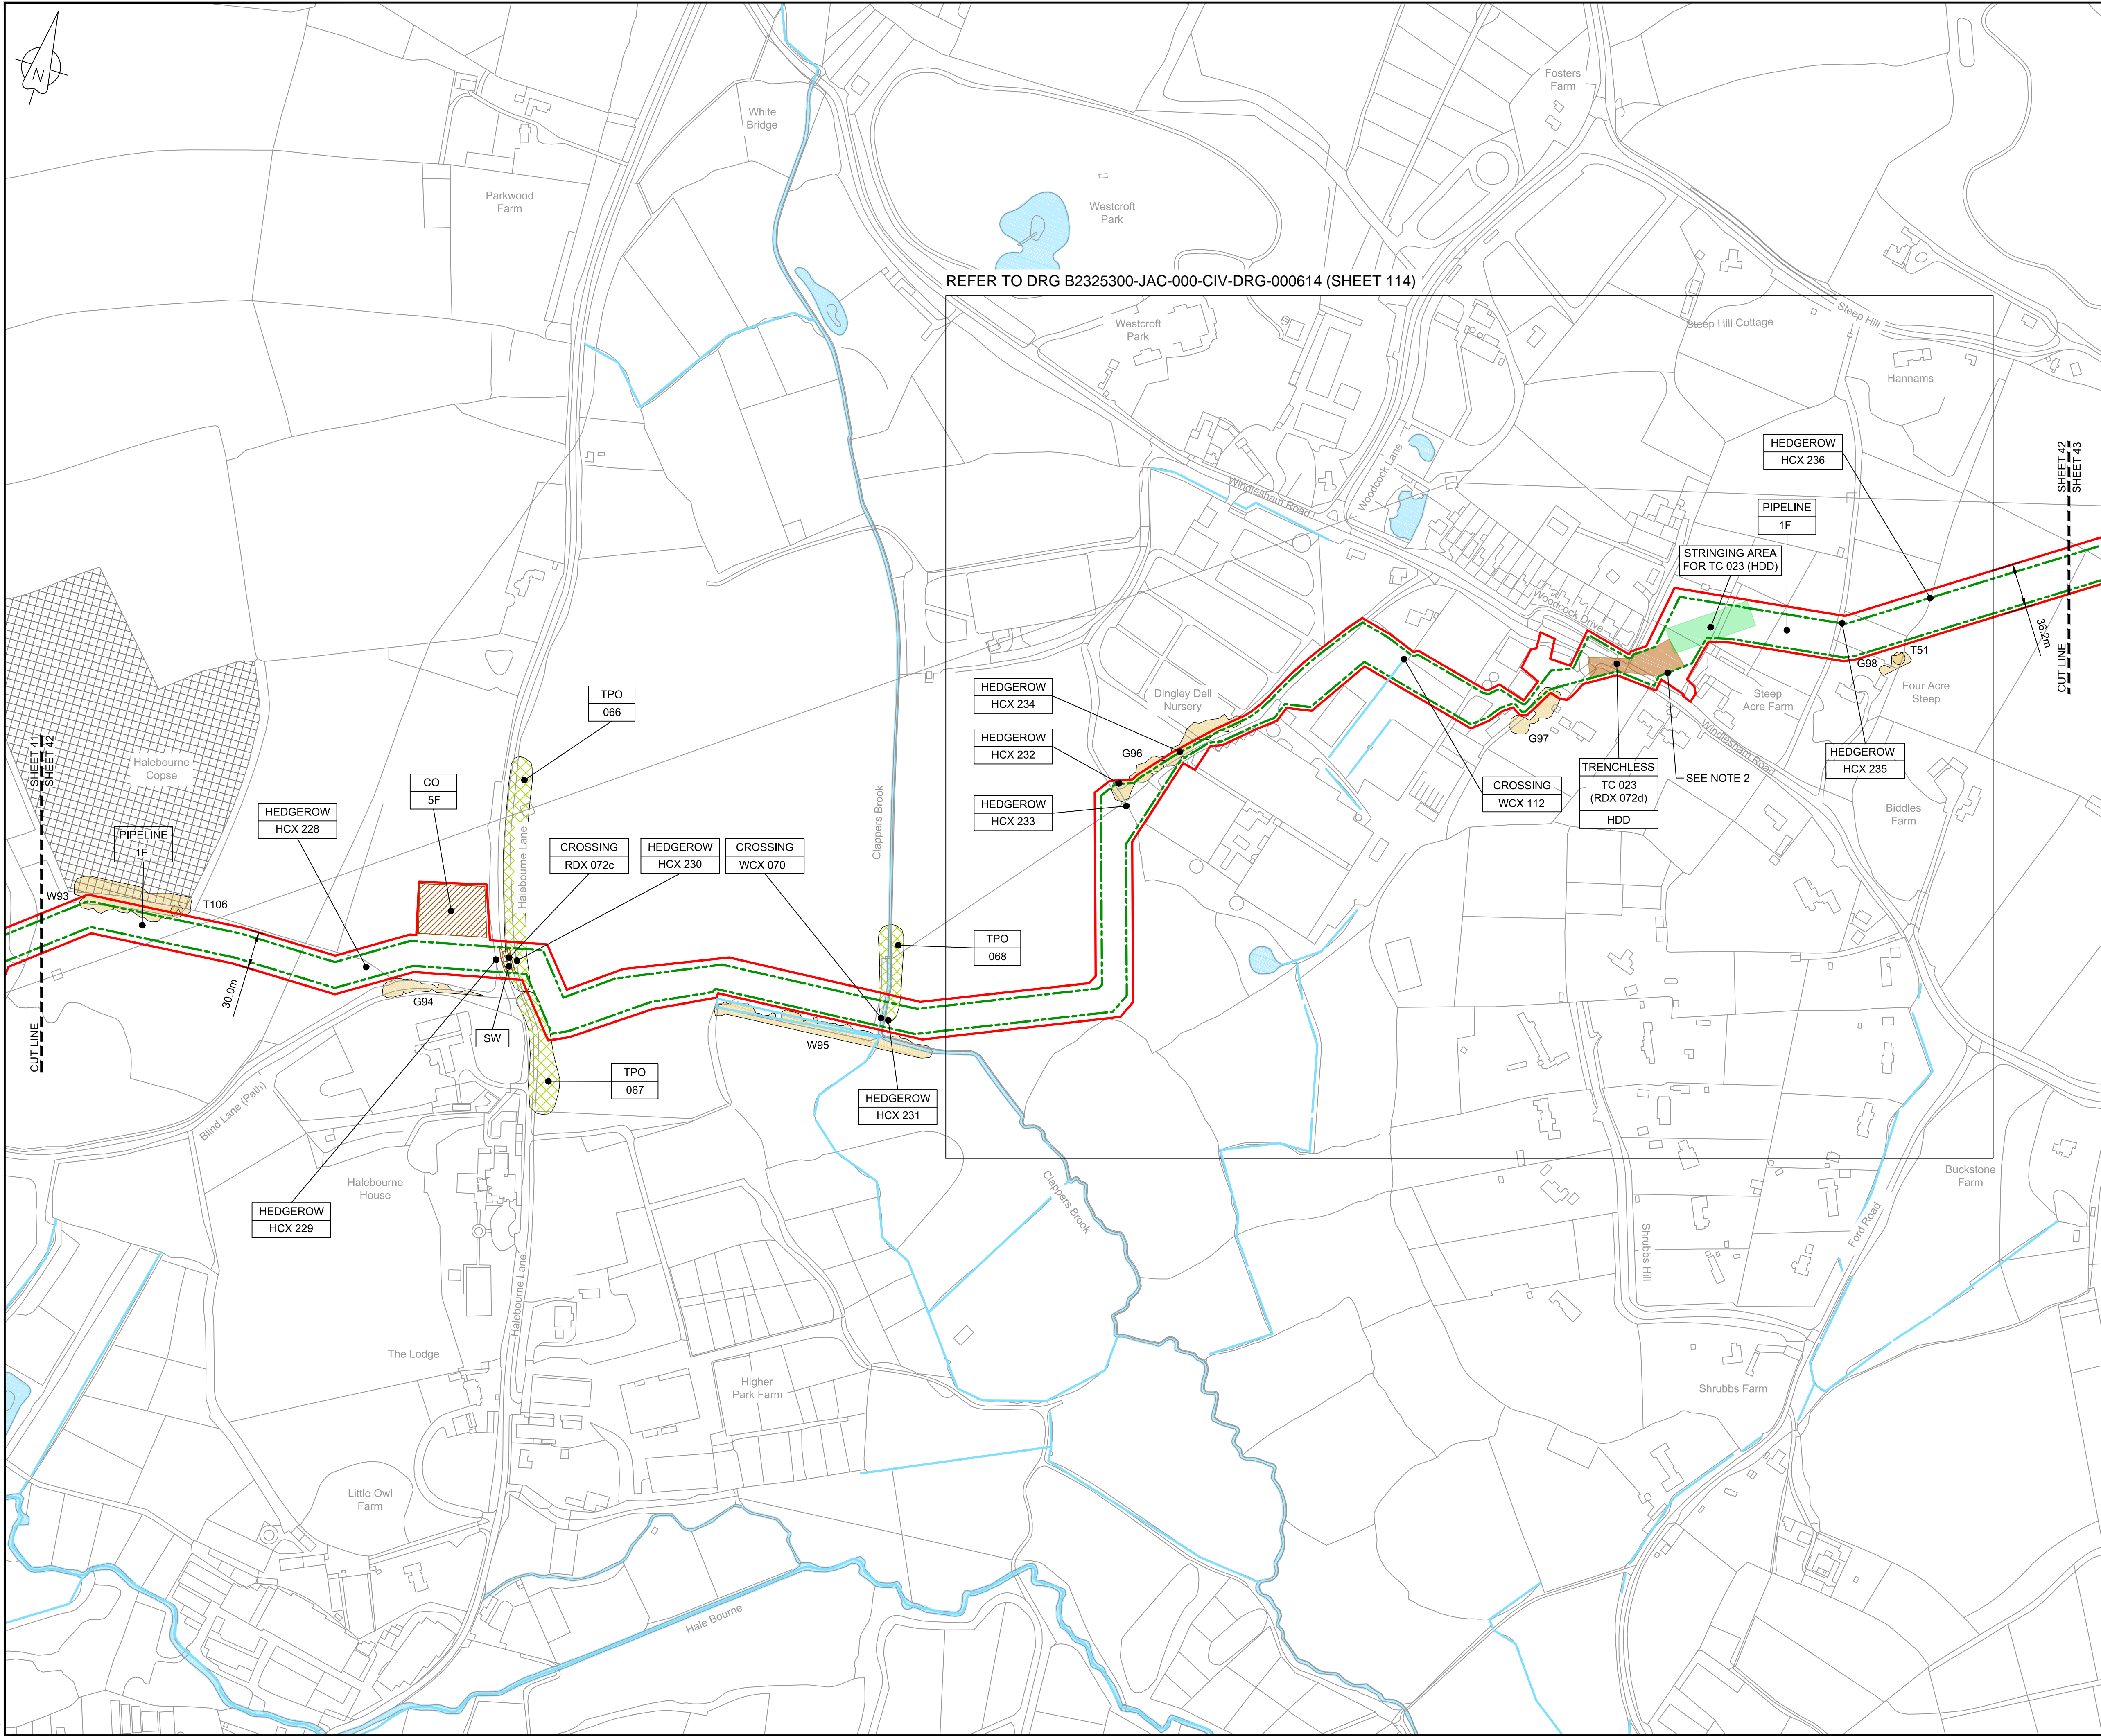 N
White
Bridge
Fosters
Farm
Parkwood
Farm
Westcroft
Park
REFER TO DRG B2325300-JAC-000-CIV-DRG-000614 (SHEET 114)
Westcroft
Park
Steep Hill
Steep Hill Cottage
Hannams
HEDGEROW
HCX 236
SHEET 42
SHEET 43
CUT LINE
Woodcock Lane
Windlesham Road
PIPELINE
1F
STRINGING AREA
FOR TC 023 (HDD)
Woodcock Drive
36.2m
T51
G98
Four Acre
Steep
Steep
Acre Farm
Windlesham Road
HEDGEROW
HCX 235
SEE NOTE 2
TRENCHLESS
TC 023
(RDX 072d)
HDD
CROSSING
WCX 112
G97
Biddles
Farm
Dingley Dell
Nursery
HEDGEROW
HCX 234
HEDGEROW
HCX 232
HEDGEROW
HCX 233
G96
TPO
066
SHEET 41
SHEET 42
CUT LINE
Halebourne
Copse
CO
5F
HEDGEROW
HCX 228
PIPELINE
1F
W93
T106
30.0m
Halebourne Lane
CROSSING
RDX 072c
HEDGEROW
HCX 230
CROSSING
WCX 070
Clappers Brook
TPO
068
G94
SW
W95
TPO
067
HEDGEROW
HCX 231
Blind Lane (Path)
Halebourne
House
HEDGEROW
HCX 229
Halebourne Lane
Clappers Brook
Buckstone
Farm
Ford Road
Shrubbs Hill
The Lodge
Higher
Park Farm
Shrubbs Farm
Little Owl
Farm
Hale Bourne